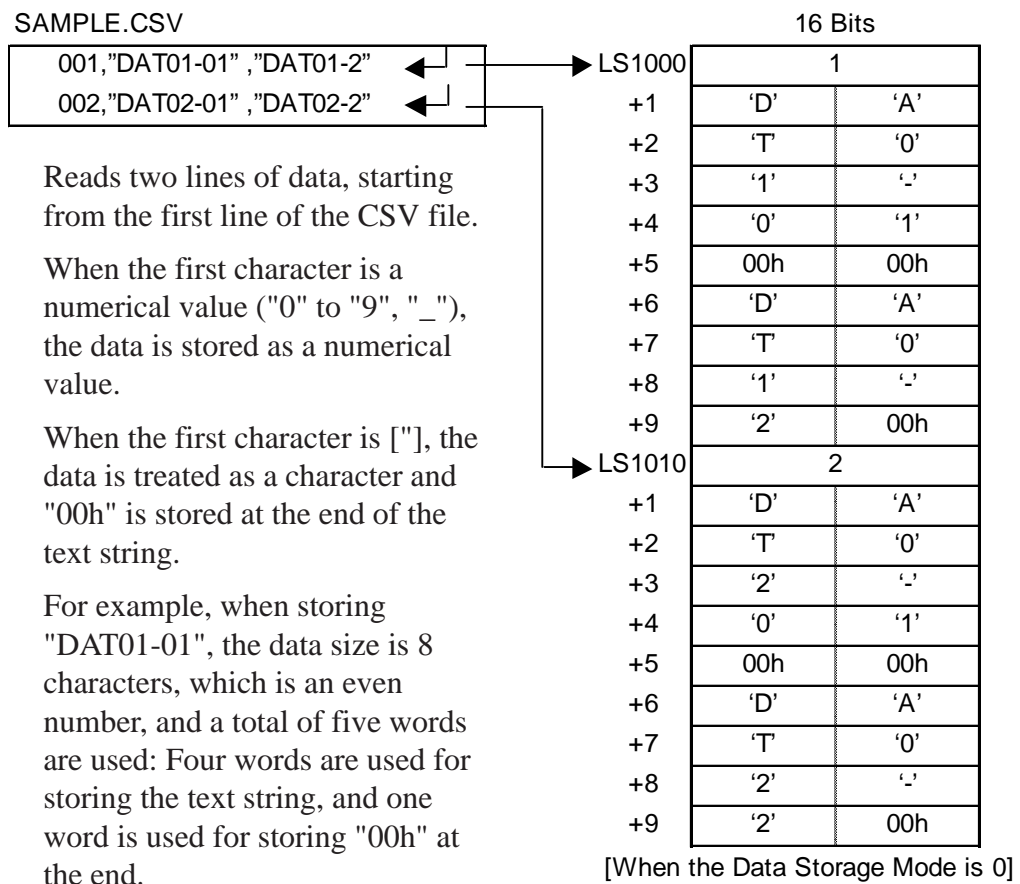 SAMPLE.CSV
001,”DAT01-01” ,”DAT01-2”
002,”DAT02-01” ,”DAT02-2”
Reads two lines of data, starting
from the first line of the CSV file.
When the first character is a
numerical value ("0" to "9", "_"),
the data is stored as a numerical
value.
When the first character is ["], the
data is treated as a character and
"00h" is stored at the end of the
text string.
For example, when storing
"DAT01-01", the data size is 8
characters, which is an even
number, and a total of five words
are used: Four words are used for
storing the text string, and one
word is used for storing "00h" at
the end.
16 Bits
LS1000 1
+1 ‘D’ ‘A’
+2 ‘T’ ‘0’
+3 ‘1’ ‘-’
+4 ‘0’ ‘1’
+5 00h 00h
+6 ‘D’ ‘A’
+7 ‘T’ ‘0’
+8 ‘1’ ‘-’
+9 ‘2’ 00h
LS1010 2
+1 ‘D’ ‘A’
+2 ‘T’ ‘0’
+3 ‘2’ ‘-’
+4 ‘0’ ‘1’
+5 00h 00h
+6 ‘D’ ‘A’
+7 ‘T’ ‘0’
+8 ‘2’ ‘-’
+9 ‘2’ 00h
[When the Data Storage Mode is 0]